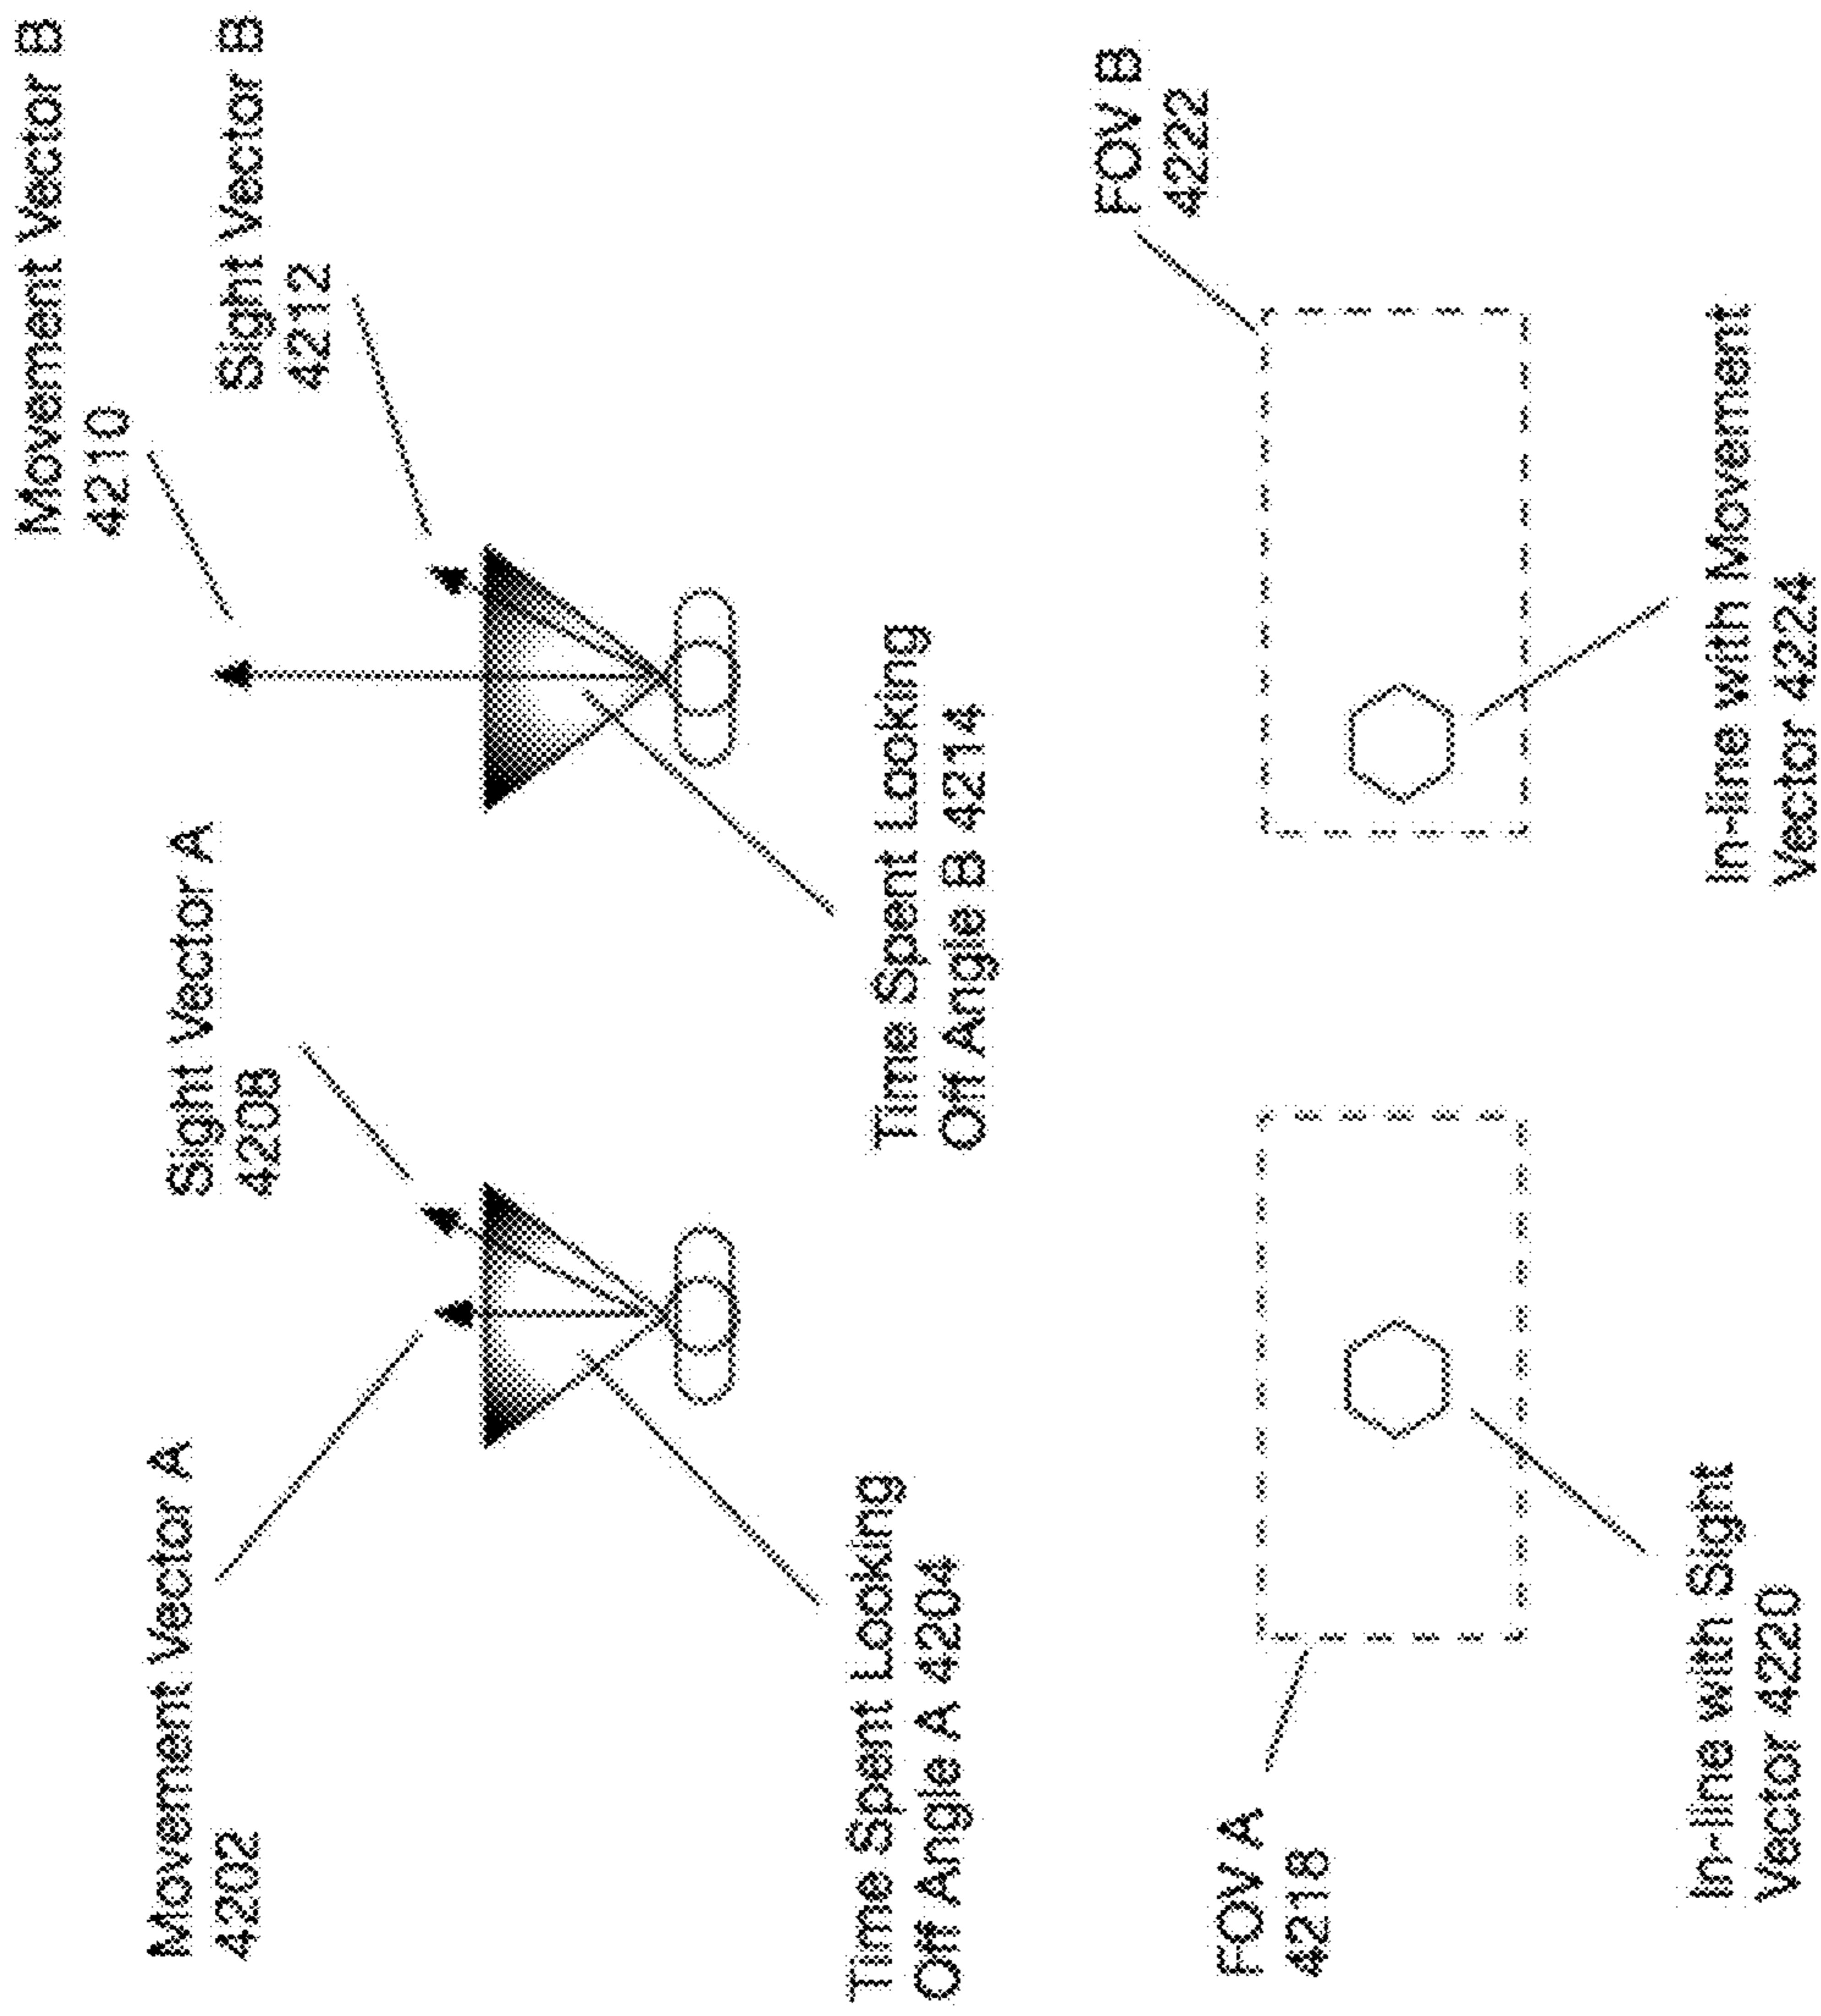 Movement Vector A
4202
Sight Vector A
4208
Movement Vector B
4210
Sight Vector B
4212
Time Spent Looking
Off Angle A 4204
Time Spent Looking
Off Angle B 4214
FOV A
4218
FOV B
4222
In-line with Sight
Vector 4220
In-line with Movement
Vector 4224